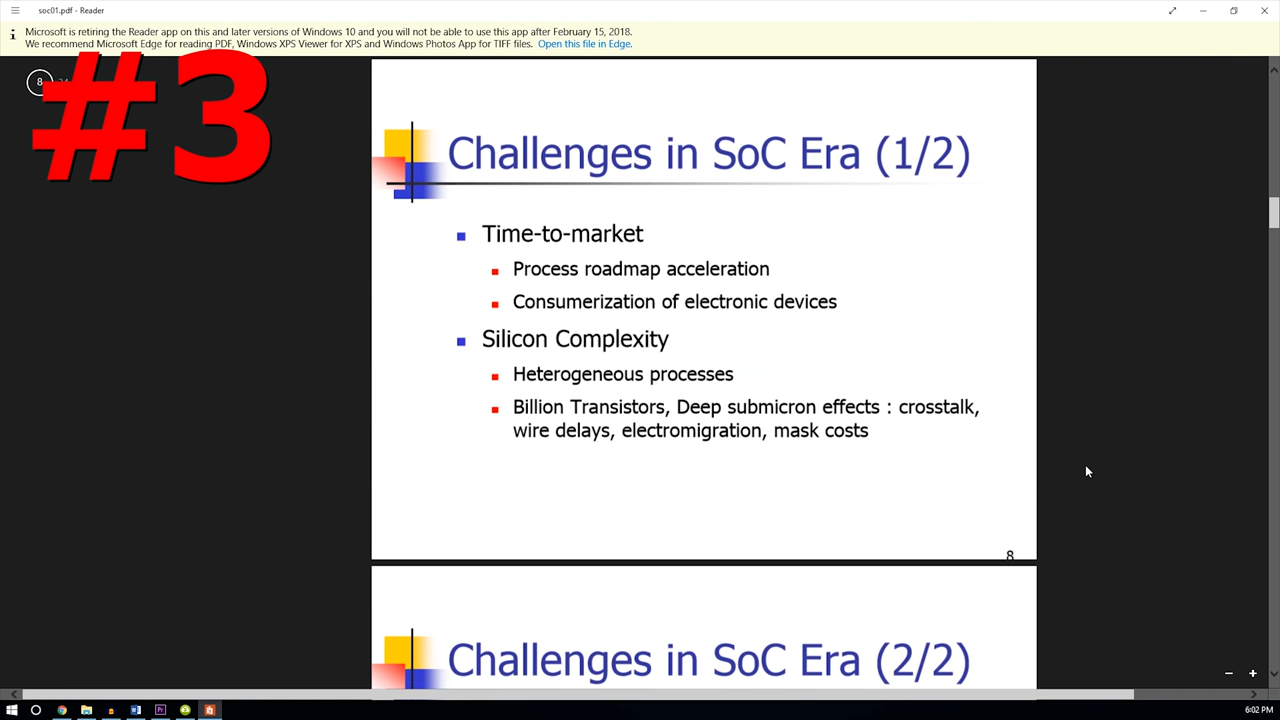 soc01.pdf - Reader
Microsoft is retiring the Reader app on this and later versions of Windows 10 and you will not be able to use this app after February 15, 2018.
We recommend Microsoft Edge for reading PDF, Windows XPS Viewer for XPS and Windows Photos App for TIFF files. Open this file in Edge.
8
#3
Challenges in SoC Era (1/2)
Time-to-market
Process roadmap acceleration
Consumerization of electronic devices
Silicon Complexity
Heterogeneous processes
Billion Transistors, Deep submicron effects : crosstalk,
wire delays, electromigration, mask costs
8
Challenges in SoC Era (2/2)
6:02 PM